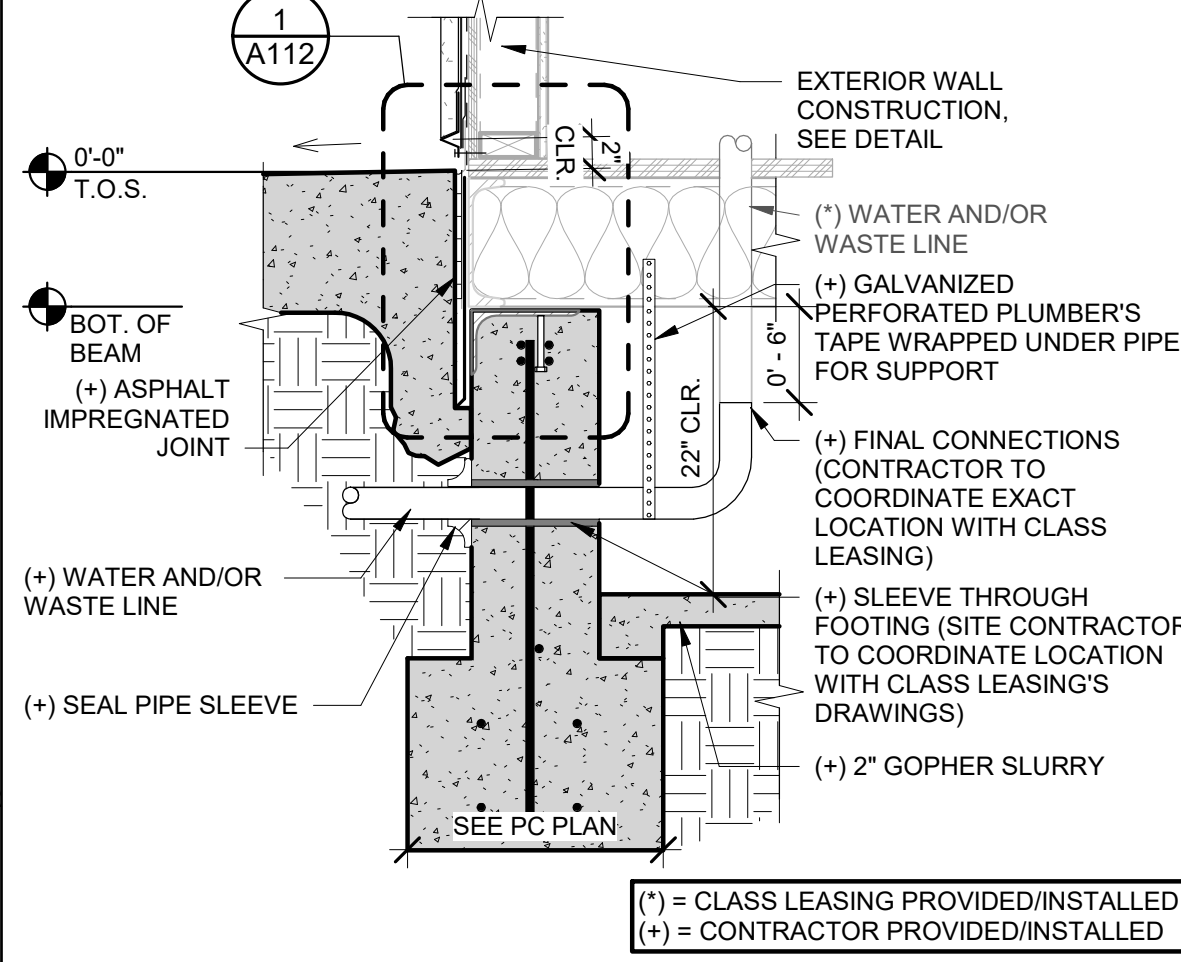 1
A112
EXTERIOR WALL
CONSTRUCTION,
SEE DETAIL
2"
CLR.
0'-0"
T.O.S.
(*) WATER AND/OR
WASTE LINE
(+) GALVANIZED
PERFORATED PLUMBER'S
TAPE WRAPPED UNDER PIPE
FOR SUPPORT
BOT. OF
BEAM
0' - 6"
(+) ASPHALT
IMPREGNATED
JOINT
22" CLR.
(+) FINAL CONNECTIONS
(CONTRACTOR TO
COORDINATE EXACT
LOCATION WITH CLASS
LEASING)
(+) WATER AND/OR
WASTE LINE
(+) SLEEVE THROUGH
FOOTING (SITE CONTRACTOR
TO COORDINATE LOCATION
WITH CLASS LEASING'S
DRAWINGS)
(+) SEAL PIPE SLEEVE
(+) 2" GOPHER SLURRY
SEE PC PLAN
(*) = CLASS LEASING PROVIDED/INSTALLED
(+) = CONTRACTOR PROVIDED/INSTALLED